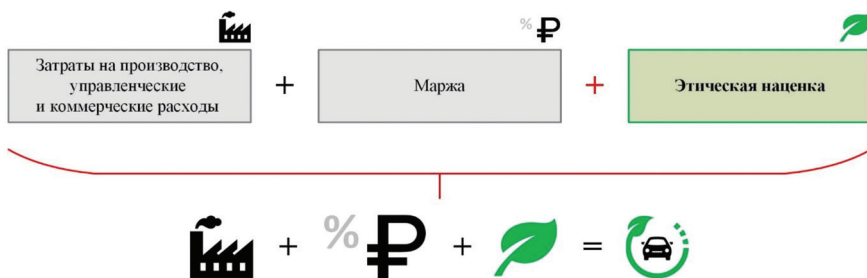 % ₽
Затраты на производство,
управленческие
и коммерческие расходы
+
Маржа
+
Этическая наценка
+ % ₽ + =